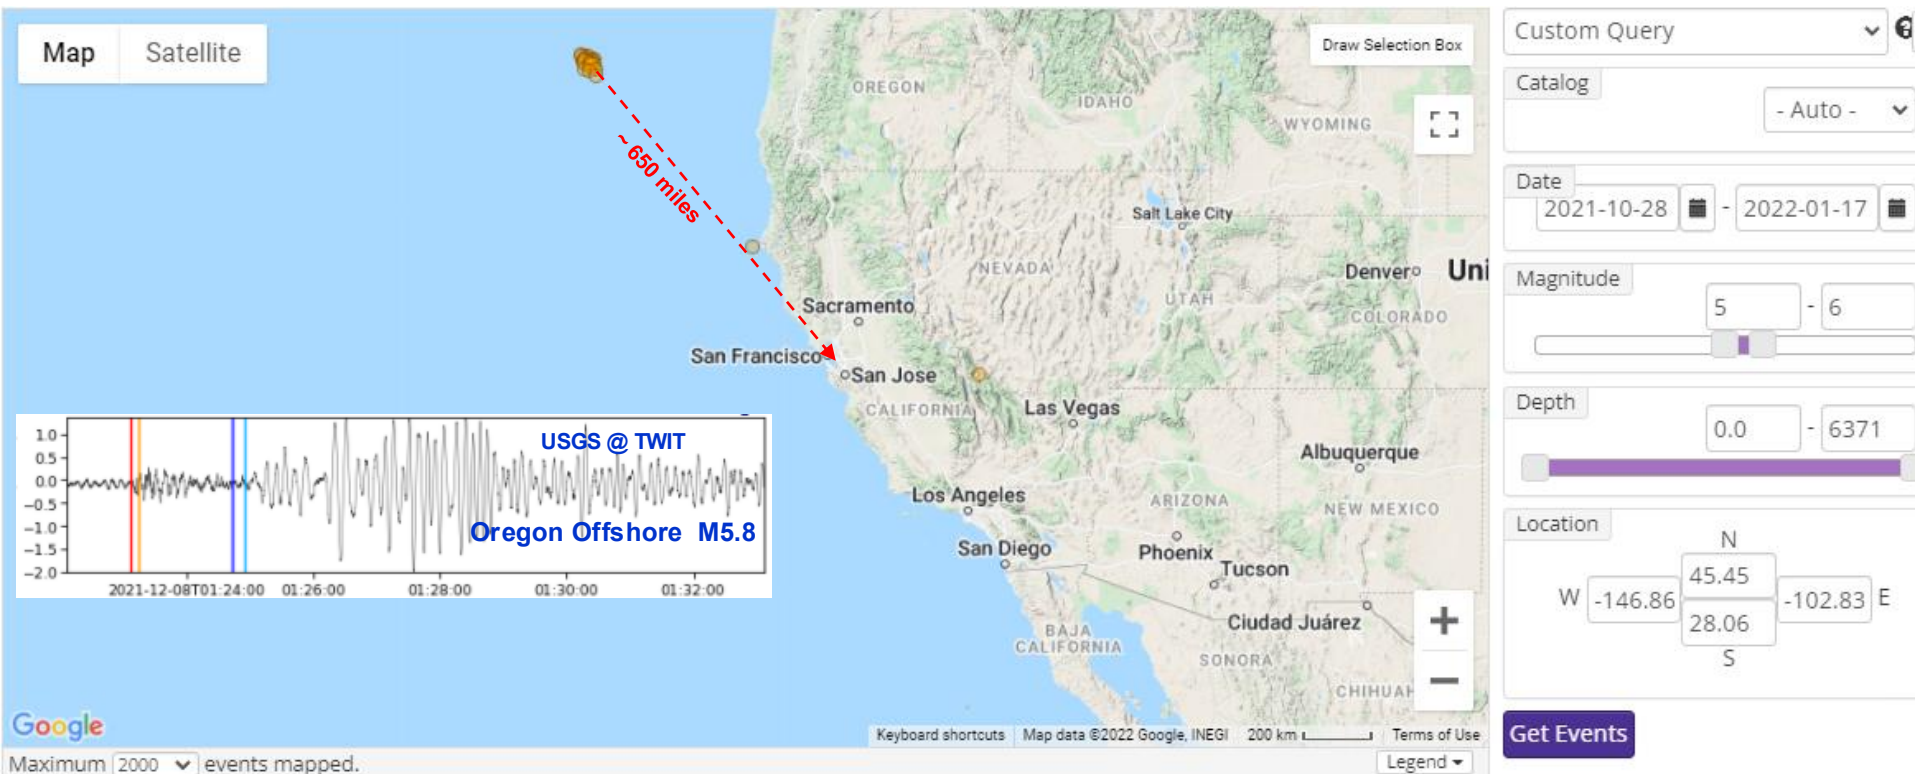 Map
Satellite
Draw Selection Box
OREGON
IDAHO
WYOMING
~ 650 miles
Salt Lake City
NEVADA
Denver
Uni
UTAH
COLORADO
Sacramento
San Francisco
San Jose
CALIFORNIA
Las Vegas
Albuquerque
Los Angeles
ARIZONA
NEW MEXICO
San Diego
Phoenix
Tucson
Ciudad Juárez
BAJA
CALIFORNIA
SONORA
CHIHUAH
1.0
0.5
0.0
−0.5
−1.0
−1.5
−2.0
USGS @ TWIT
Oregon Offshore M5.8
2021-12-08T01:24:00 01:26:00 01:28:00 01:30:00 01:32:00
Google
Keyboard shortcuts
Map data ©2022 Google, INEGI
200 km
Terms of Use
Maximum 2000 events mapped.
Legend
Custom Query
?
Catalog
- Auto -
Date
2021-10-28 - 2022-01-17
Magnitude
5 - 6
Depth
0.0 - 6371
Location
N
45.45
W -146.86 -102.83 E
28.06
S
Get Events